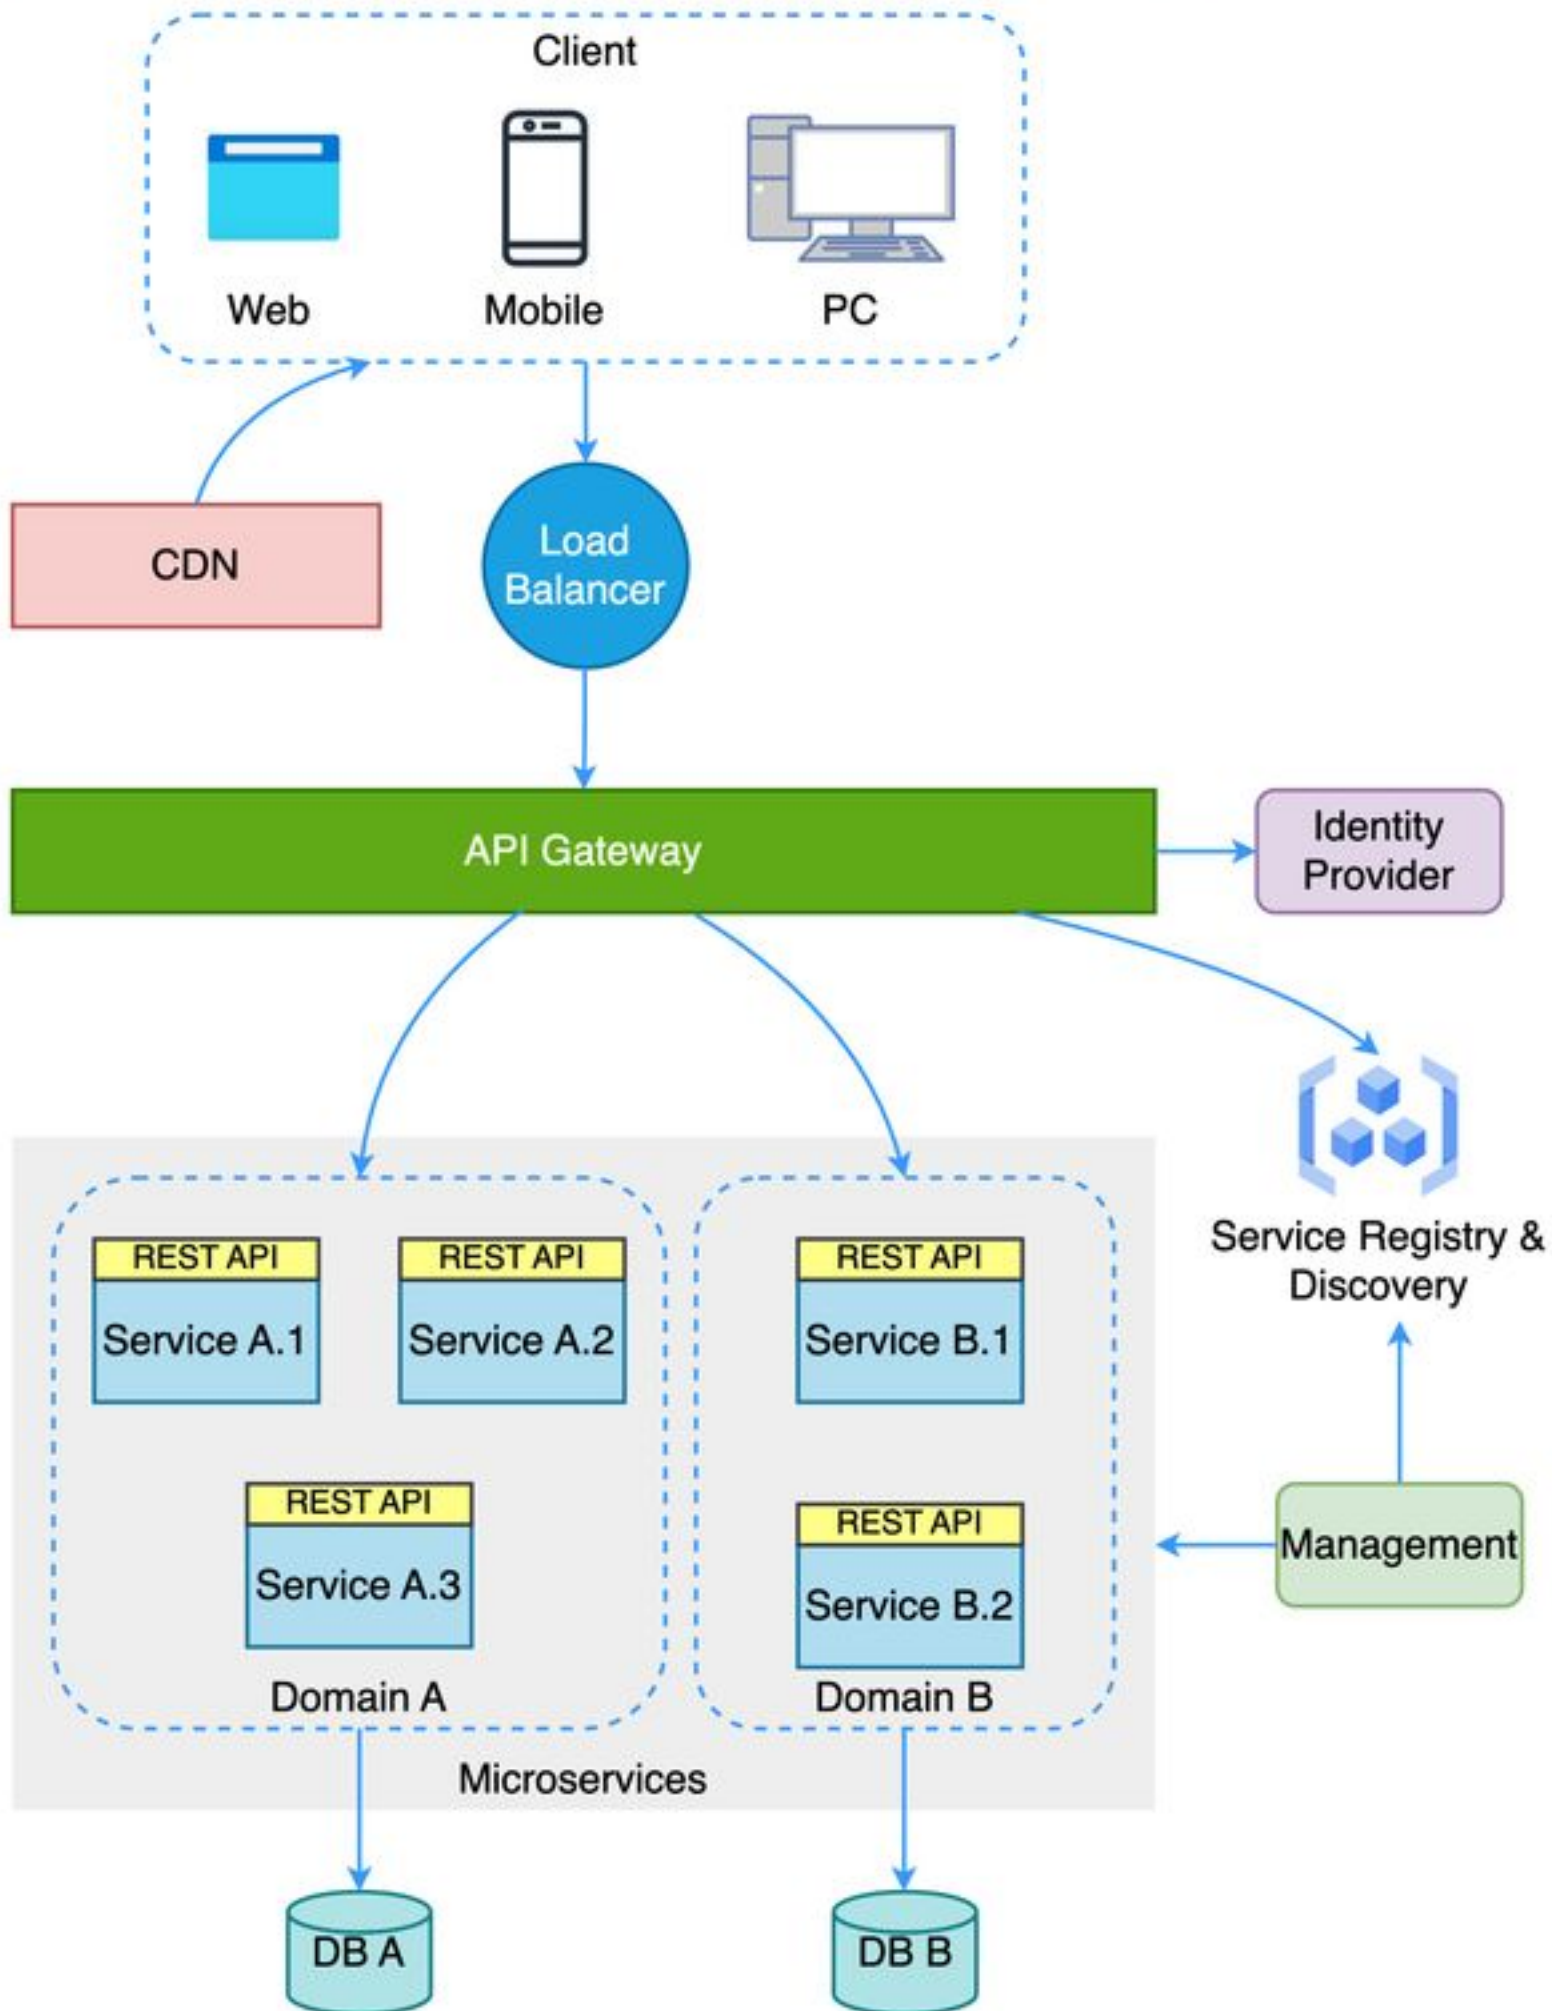 Client
Web
Mobile
PC
CDN
Load
Balancer
API Gateway
Identity
Provider
Service Registry &
Discovery
REST API
Service A.1
REST API
Service A.2
REST API
Service B.1
REST API
Service A.3
REST API
Service B.2
Management
Domain A
Domain B
Microservices
DB A
DB B